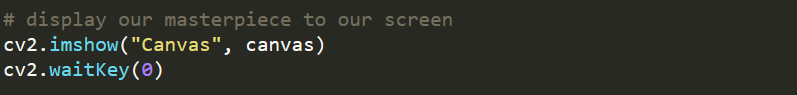 # display our masterpiece to our screen
cv2.imshow("Canvas", canvas)
cv2.waitKey(0)